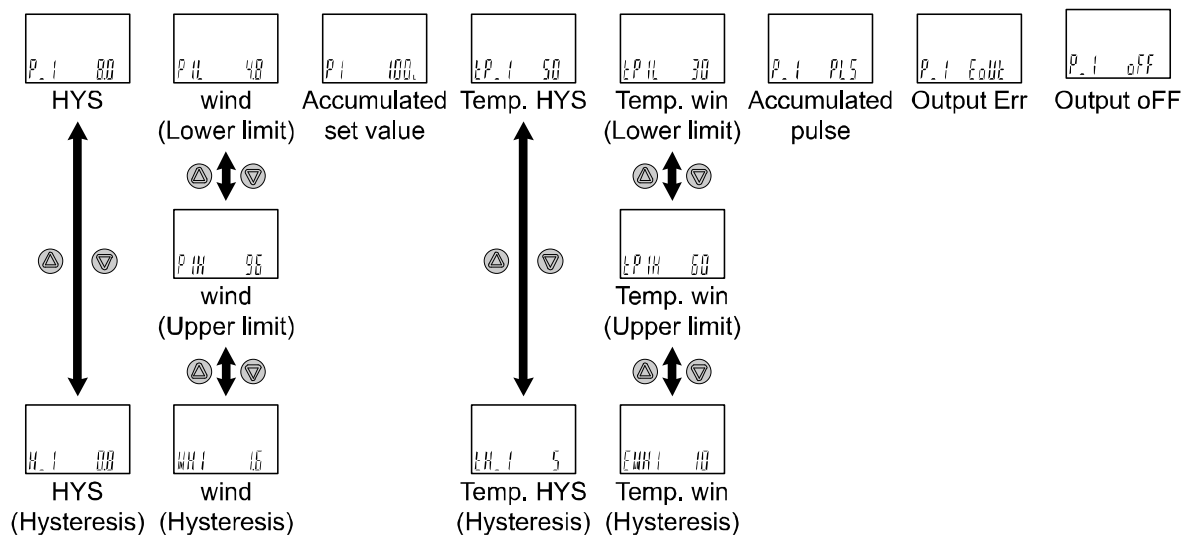 P_1 8.0
P1L 4.8
P1 100.
tP_1 50
tP1L 30
P_1 PLS
P_1 EoUt
P_1 oFF
HYS
wind
(Lower limit)
Accumulated
set value
Temp. HYS
Temp. win
(Lower limit)
Accumulated
pulse
Output Err
Output oFF
P1H 9.6
wind
(Upper limit)
tP1H 60
Temp. win
(Upper limit)
H_1 0.8
HYS
(Hysteresis)
WH1 1.6
wind
(Hysteresis)
tH_1 5
Temp. HYS
(Hysteresis)
10
Temp. win
(Hysteresis)